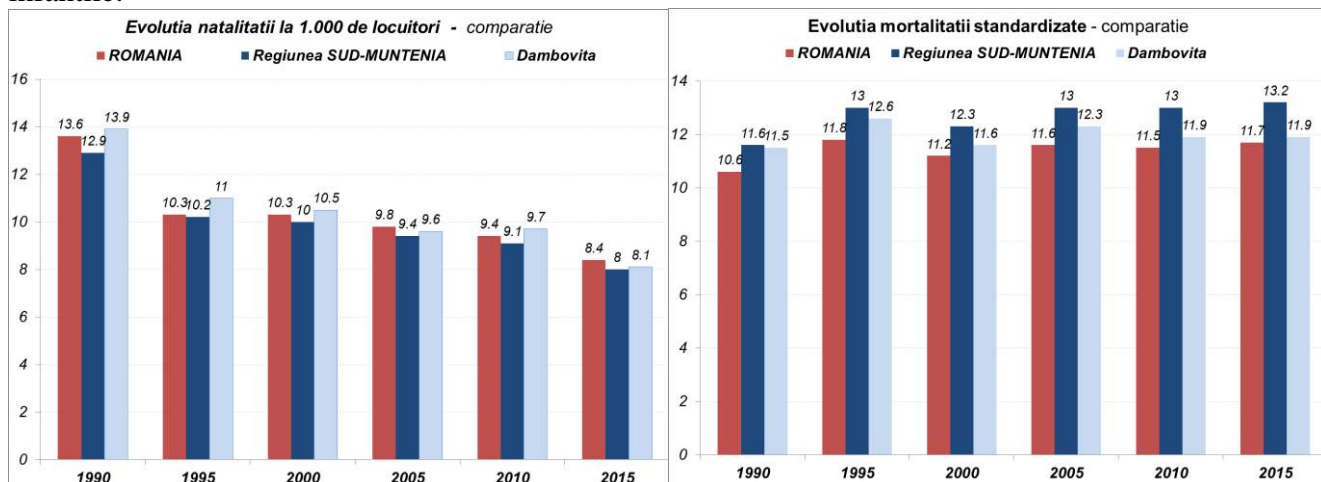 Evolutia natalitatii la 1.000 de locuitori - comparatie
ROMANIA Regiunea SUD-MUNTENIA Dambovita
16
14
12
10
8
6
4
2
0
13.6 12.9 13.9
10.3 10.2 11
10.3 10 10.5
9.8 9.4 9.6
9.4 9.1 9.7
8.4 8 8.1
1990 1995 2000 2005 2010 2015
Evolutia mortalitatii standardizate - comparatie
ROMANIA Regiunea SUD-MUNTENIA Dambovita
14
12
10
8
6
4
2
0
10.6 11.6 11.5
11.8 13 12.6
11.2 12.3 11.6
11.6 13 12.3
11.5 13 11.9
11.7 13.2 11.9
1990 1995 2000 2005 2010 2015